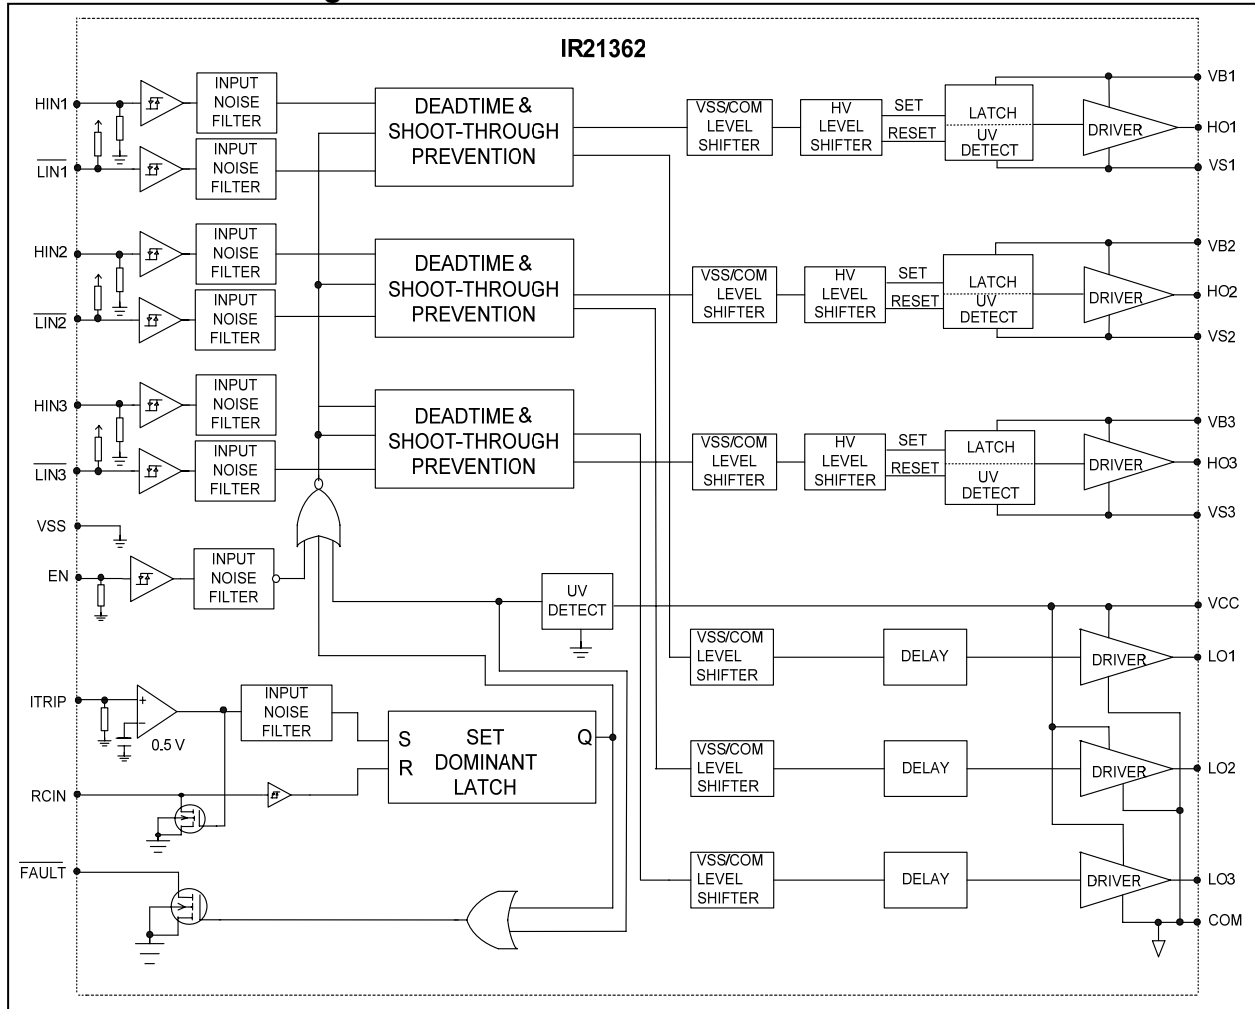 IR21362
HIN1
LIN1
INPUT
NOISE
FILTER
INPUT
NOISE
FILTER
DEADTIME &
SHOOT-THROUGH
PREVENTION
VSS/COM
LEVEL
SHIFTER
HV
LEVEL
SHIFTER
SET
RESET
LATCH
UV
DETECT
DRIVER
VB1
HO1
VS1
HIN2
LIN2
INPUT
NOISE
FILTER
INPUT
NOISE
FILTER
DEADTIME &
SHOOT-THROUGH
PREVENTION
VSS/COM
LEVEL
SHIFTER
HV
LEVEL
SHIFTER
SET
RESET
LATCH
UV
DETECT
DRIVER
VB2
HO2
VS2
HIN3
LIN3
INPUT
NOISE
FILTER
INPUT
NOISE
FILTER
DEADTIME &
SHOOT-THROUGH
PREVENTION
VSS/COM
LEVEL
SHIFTER
HV
LEVEL
SHIFTER
SET
RESET
LATCH
UV
DETECT
DRIVER
VB3
HO3
VS3
VSS
EN
INPUT
NOISE
FILTER
UV
DETECT
VCC
VSS/COM
LEVEL
SHIFTER
DELAY
DRIVER
LO1
ITRIP
+
−
0.5 V
INPUT
NOISE
FILTER
S
R
SET
DOMINANT
LATCH
Q
RCIN
VSS/COM
LEVEL
SHIFTER
DELAY
DRIVER
LO2
FAULT
VSS/COM
LEVEL
SHIFTER
DELAY
DRIVER
LO3
COM